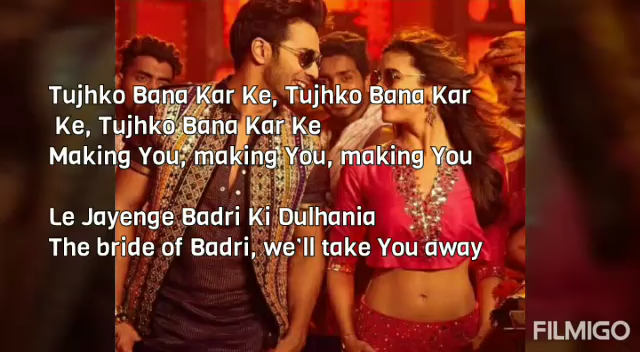 Tujhko Bana Kar Ke, Tujhko Bana Kar
Ke, Tujhko Bana Kar Ke
Making You, making You, making You
Le Jayenge Badri Ki Dulhania
The bride of Badri, we'll take You away
FILMIGO